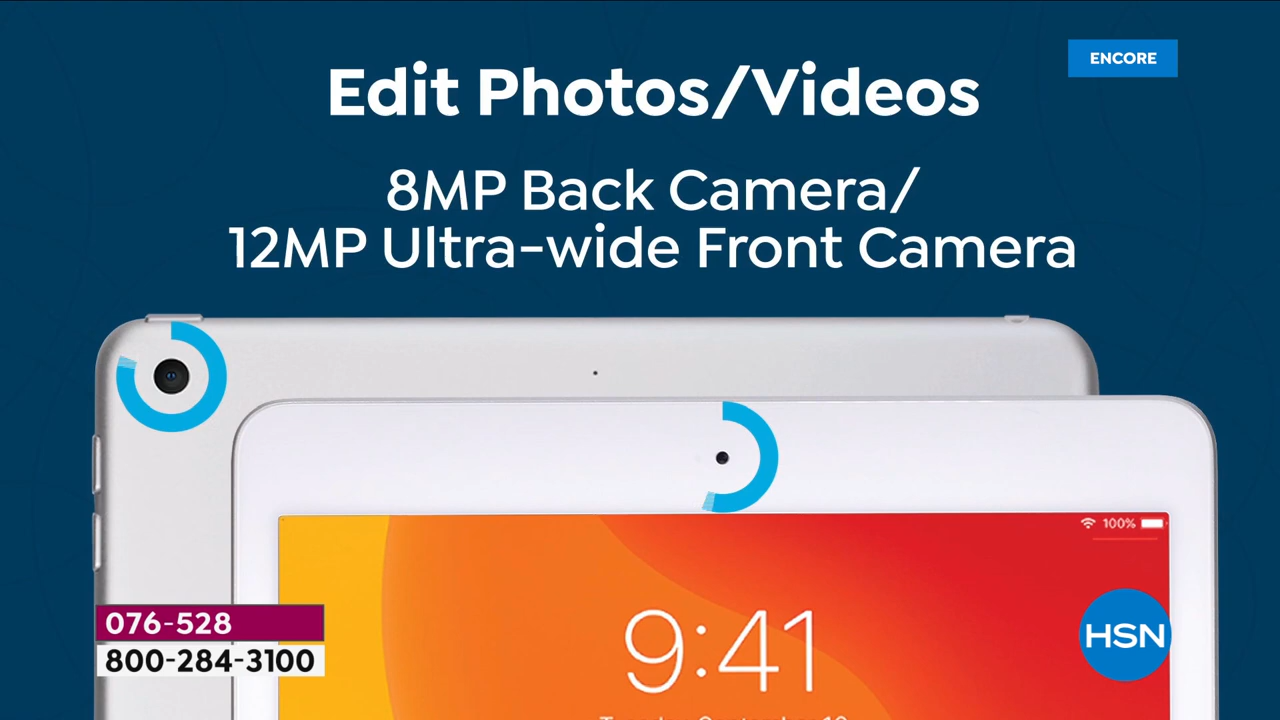 ENCORE
Edit Photos/Videos
8MP Back Camera/
12MP Ultra-wide Front Camera
100%
9:41
076-528
800-284-3100
HSN